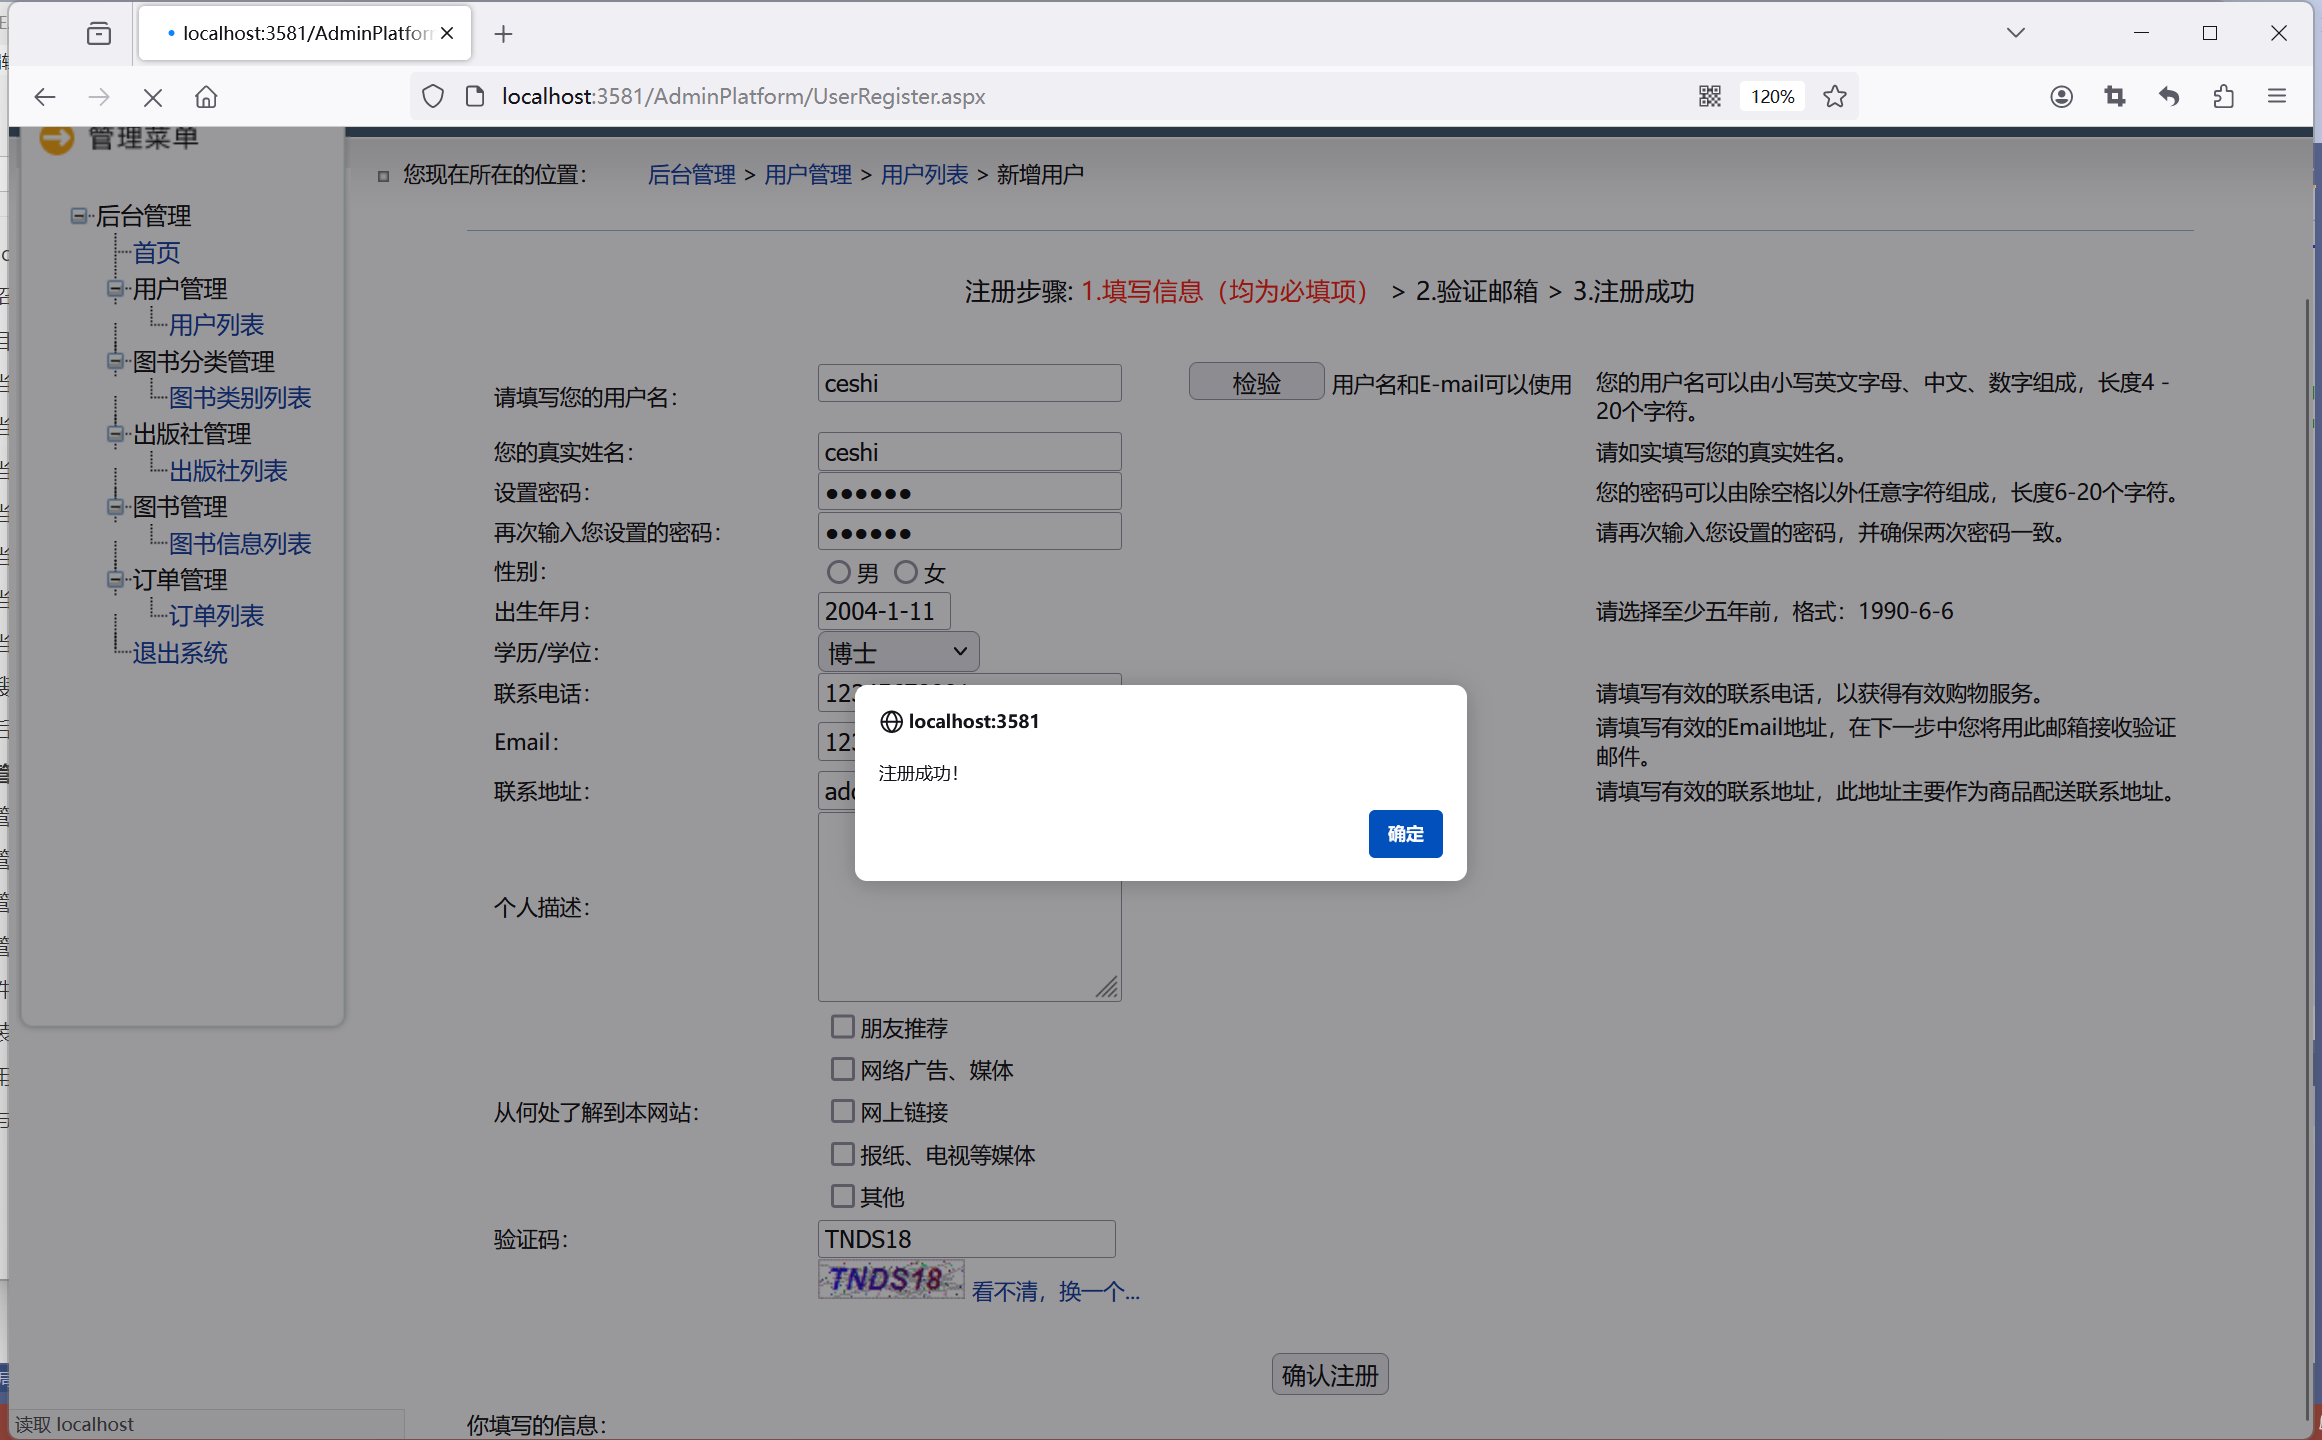 localhost:3581/AdminPlatfor
localhost:3581/AdminPlatform/UserRegister.aspx
120%
管理菜单
后台管理
首页
用户管理
用户列表
图书分类管理
图书类别列表
出版社管理
出版社列表
图书管理
图书信息列表
订单管理
订单列表
退出系统
您现在所在的位置： 后台管理 > 用户管理 > 用户列表 > 新增用户
注册步骤: 1.填写信息（均为必填项） > 2.验证邮箱 > 3.注册成功
请填写您的用户名： ceshi 检验 用户名和E-mail可以使用 您的用户名可以由小写英文字母、中文、数字组成，长度4 -
20个字符。
您的真实姓名： ceshi 请如实填写您的真实姓名。
设置密码： ●●●●●● 您的密码可以由除空格以外任意字符组成，长度6-20个字符。
再次输入您设置的密码： ●●●●●● 请再次输入您设置的密码，并确保两次密码一致。
性别： 男 女
出生年月： 2004-1-11 请选择至少五年前，格式：1990-6-6
学历/学位： 博士
联系电话： 请填写有效的联系电话，以获得有效购物服务。
Email： 请填写有效的Email地址，在下一步中您将用此邮箱接收验证
邮件。
联系地址： 请填写有效的联系地址，此地址主要作为商品配送联系地址。
localhost:3581
注册成功！
确定
个人描述：
从何处了解到本网站：
朋友推荐
网络广告、媒体
网上链接
报纸、电视等媒体
其他
验证码： TNDS18
TNDS18 看不清，换一个...
确认注册
你填写的信息：
读取 localhost